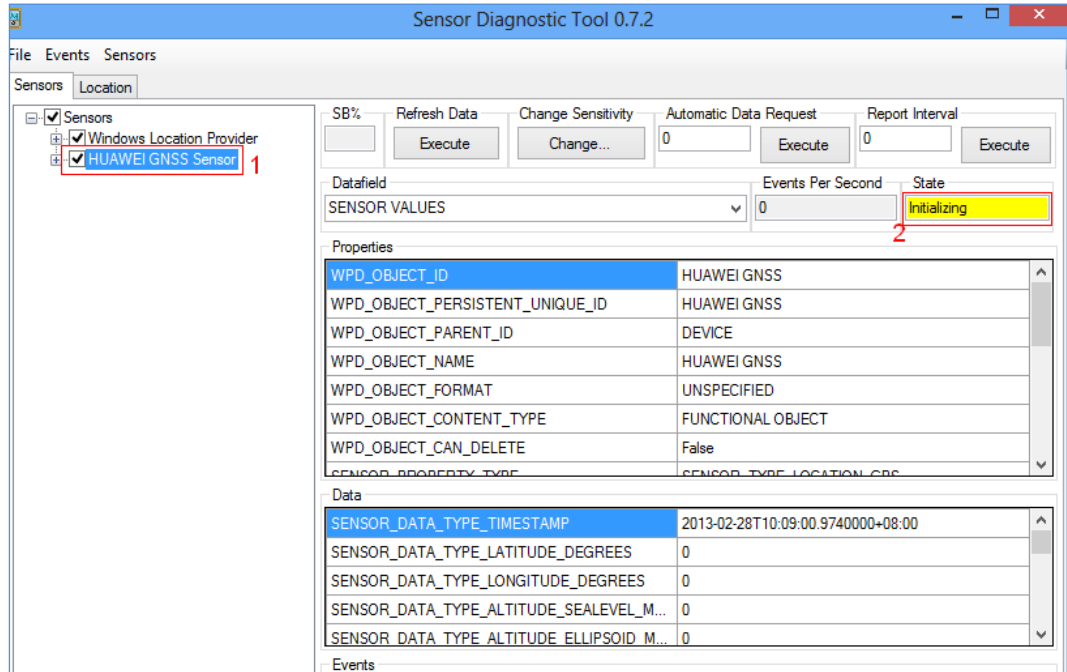 Sensor Diagnostic Tool 0.7.2
File Events Sensors
Sensors Location
Sensors
Windows Location Provider
HUAWEI GNSS Sensor 1
SB% Refresh Data Change Sensitivity Automatic Data Request Report Interval
Execute Change... 0 Execute 0 Execute
Datafield Events Per Second State
SENSOR VALUES 0 Initializing
2
Properties
WPD_OBJECT_ID HUAWEI GNSS
WPD_OBJECT_PERSISTENT_UNIQUE_ID HUAWEI GNSS
WPD_OBJECT_PARENT_ID DEVICE
WPD_OBJECT_NAME HUAWEI GNSS
WPD_OBJECT_FORMAT UNSPECIFIED
WPD_OBJECT_CONTENT_TYPE FUNCTIONAL OBJECT
WPD_OBJECT_CAN_DELETE False
SENSOR_PROPERTY_TYPE SENSOR_TYPE_LOCATION_GPS
Data
SENSOR_DATA_TYPE_TIMESTAMP 2013-02-28T10:09:00.9740000+08:00
SENSOR_DATA_TYPE_LATITUDE_DEGREES 0
SENSOR_DATA_TYPE_LONGITUDE_DEGREES 0
SENSOR_DATA_TYPE_ALTITUDE_SEALEVEL_M... 0
SENSOR_DATA_TYPE_ALTITUDE_ELLIPSOID_M... 0
Events